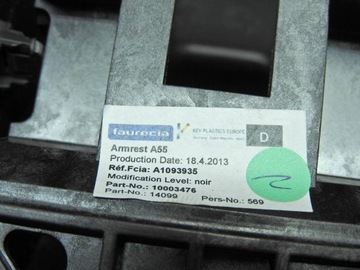 faurecia
KEY PLASTICS EUROPE
D
Armrest A55
Production Date: 18.4.2013
Réf.Fcia: A1093935
Modification Level: noir
Part-No.: 10003476
Part-No.: 14099 Pers-No.: 569